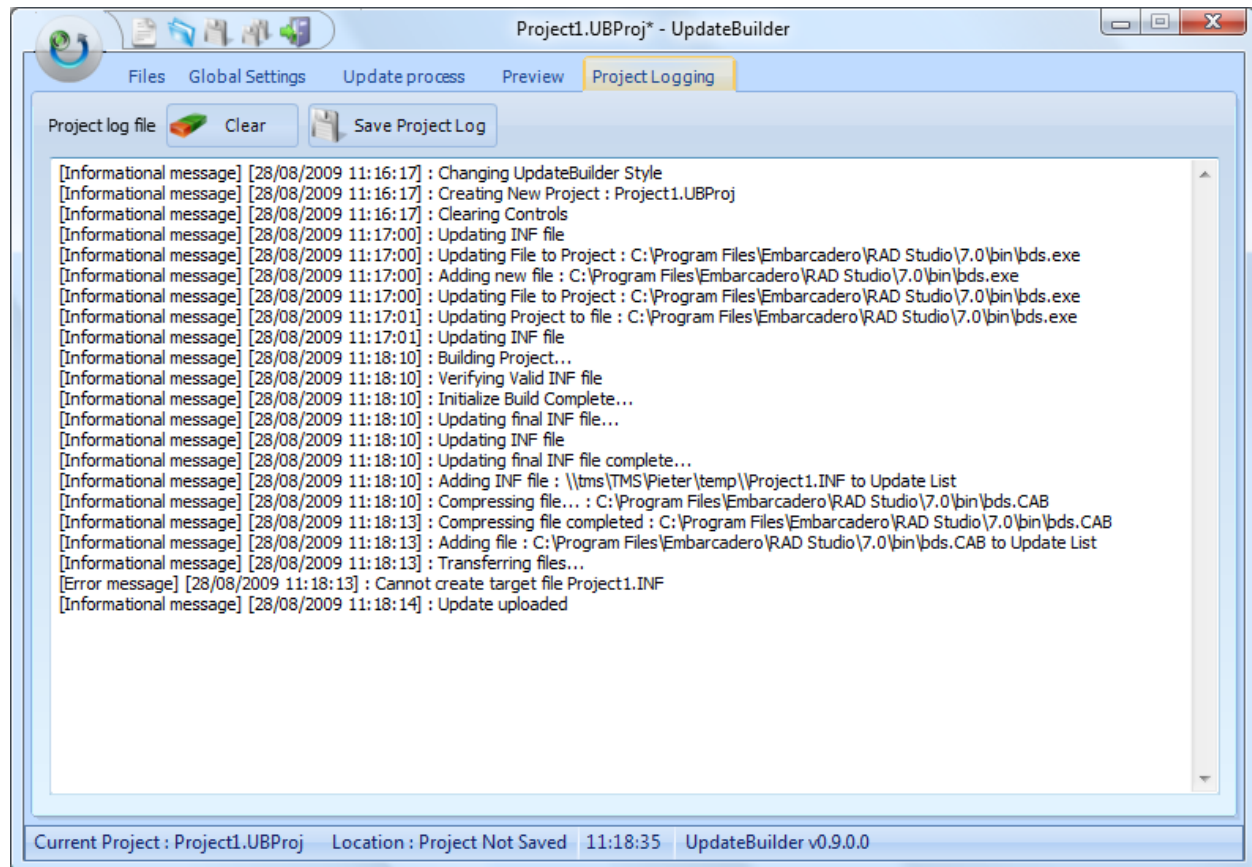 Project1.UBProj* - UpdateBuilder
Files Global Settings Update process Preview Project Logging
Project log file Clear Save Project Log
[Informational message] [28/08/2009 11:16:17] : Changing UpdateBuilder Style
[Informational message] [28/08/2009 11:16:17] : Creating New Project : Project1.UBProj
[Informational message] [28/08/2009 11:16:17] : Clearing Controls
[Informational message] [28/08/2009 11:17:00] : Updating INF file
[Informational message] [28/08/2009 11:17:00] : Updating File to Project : C:\Program Files\Embarcadero\RAD Studio\7.0\bin\bds.exe
[Informational message] [28/08/2009 11:17:00] : Adding new file : C:\Program Files\Embarcadero\RAD Studio\7.0\bin\bds.exe
[Informational message] [28/08/2009 11:17:00] : Updating File to Project : C:\Program Files\Embarcadero\RAD Studio\7.0\bin\bds.exe
[Informational message] [28/08/2009 11:17:01] : Updating Project to file : C:\Program Files\Embarcadero\RAD Studio\7.0\bin\bds.exe
[Informational message] [28/08/2009 11:17:01] : Updating INF file
[Informational message] [28/08/2009 11:18:10] : Building Project...
[Informational message] [28/08/2009 11:18:10] : Verifying Valid INF file
[Informational message] [28/08/2009 11:18:10] : Initialize Build Complete...
[Informational message] [28/08/2009 11:18:10] : Updating final INF file...
[Informational message] [28/08/2009 11:18:10] : Updating INF file
[Informational message] [28/08/2009 11:18:10] : Updating final INF file complete...
[Informational message] [28/08/2009 11:18:10] : Adding INF file : \\tms\TMS\Pieter\temp\\Project1.INF to Update List
[Informational message] [28/08/2009 11:18:10] : Compressing file... : C:\Program Files\Embarcadero\RAD Studio\7.0\bin\bds.CAB
[Informational message] [28/08/2009 11:18:13] : Compressing file completed : C:\Program Files\Embarcadero\RAD Studio\7.0\bin\bds.CAB
[Informational message] [28/08/2009 11:18:13] : Adding file : C:\Program Files\Embarcadero\RAD Studio\7.0\bin\bds.CAB to Update List
[Informational message] [28/08/2009 11:18:13] : Transferring files...
[Error message] [28/08/2009 11:18:13] : Cannot create target file Project1.INF
[Informational message] [28/08/2009 11:18:14] : Update uploaded
Current Project : Project1.UBProj Location : Project Not Saved 11:18:35 UpdateBuilder v0.9.0.0